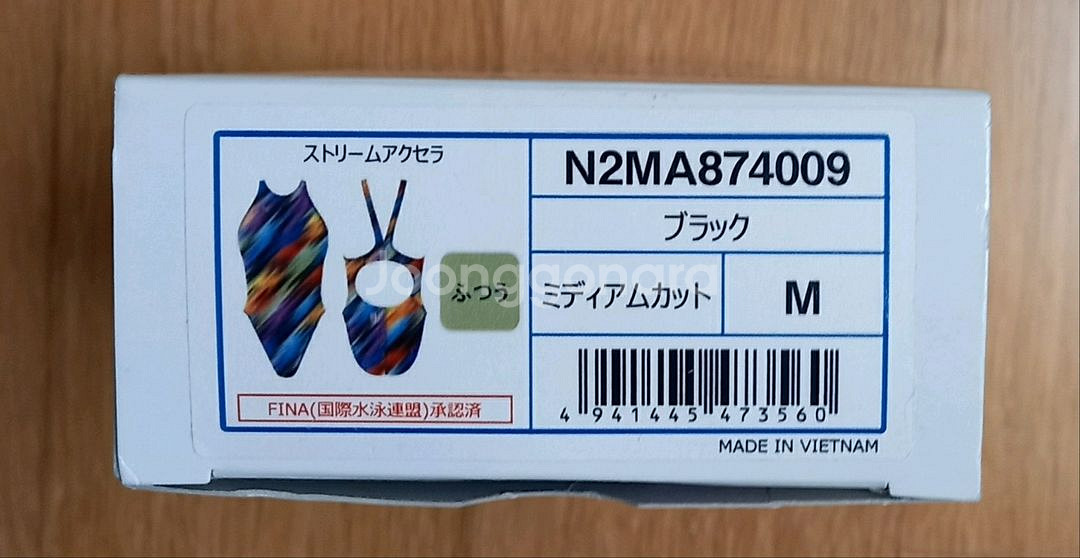 ストリームアクセラ
ふつう
FINA(国際水泳連盟)承認済
N2MA874009
ブラック
ミディアムカット
M
4 941445 473560
MADE IN VIETNAM
Joonggonara